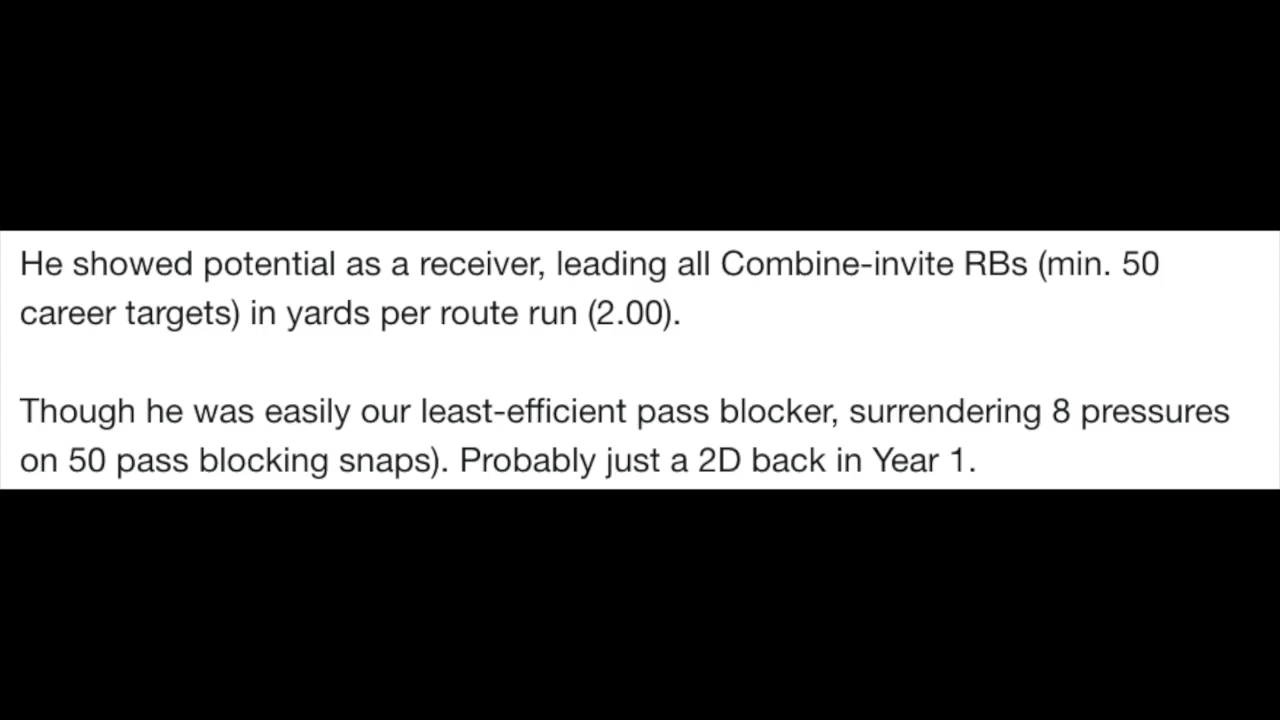 He showed potential as a receiver, leading all Combine-invite RBs (min. 50
career targets) in yards per route run (2.00).
Though he was easily our least-efficient pass blocker, surrendering 8 pressures
on 50 pass blocking snaps). Probably just a 2D back in Year 1.